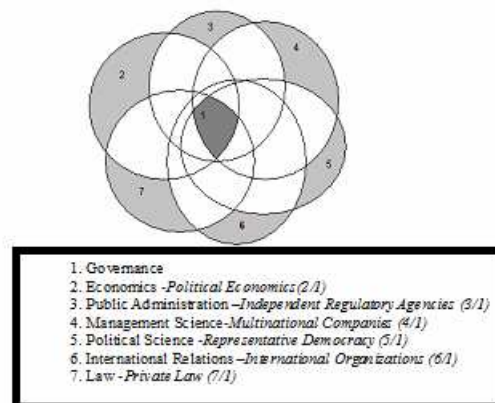 3
4
2
1
5
7
6
1. Governance
2. Economics -Political Economics(2/1)
3. Public Administration –Independent Regulatory Agencies (3/1)
4. Management Science-Multinational Companies (4/1)
5. Political Science -Representative Democracy (5/1)
6. International Relations –International Organizations (6/1)
7. Law -Private Law (7/1)